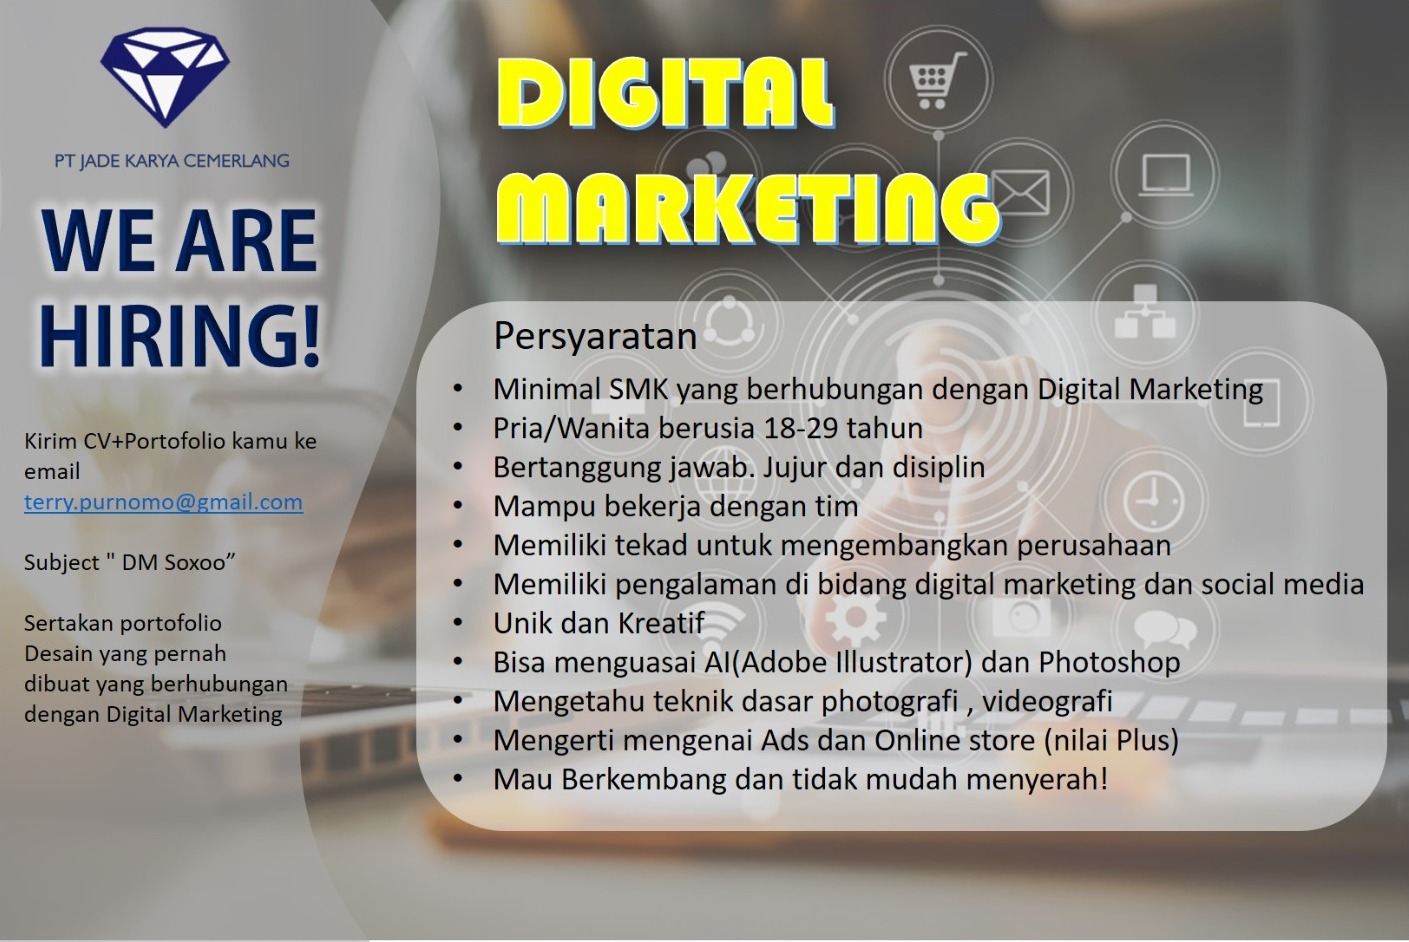 PT JADE KARYA CEMERLANG
WE ARE
HIRING!
Kirim CV+Portofolio kamu ke
email
terry.purnomo@gmail.com
Subject " DM Soxoo”
Sertakan portofolio
Desain yang pernah
dibuat yang berhubungan
dengan Digital Marketing
DIGITAL
MARKETING
Persyaratan
• Minimal SMK yang berhubungan dengan Digital Marketing
• Pria/Wanita berusia 18-29 tahun
• Bertanggung jawab. Jujur dan disiplin
• Mampu bekerja dengan tim
• Memiliki tekad untuk mengembangkan perusahaan
• Memiliki pengalaman di bidang digital marketing dan social media
• Unik dan Kreatif
• Bisa menguasai AI(Adobe Illustrator) dan Photoshop
• Mengetahu teknik dasar photografi , videografi
• Mengerti mengenai Ads dan Online store (nilai Plus)
• Mau Berkembang dan tidak mudah menyerah!